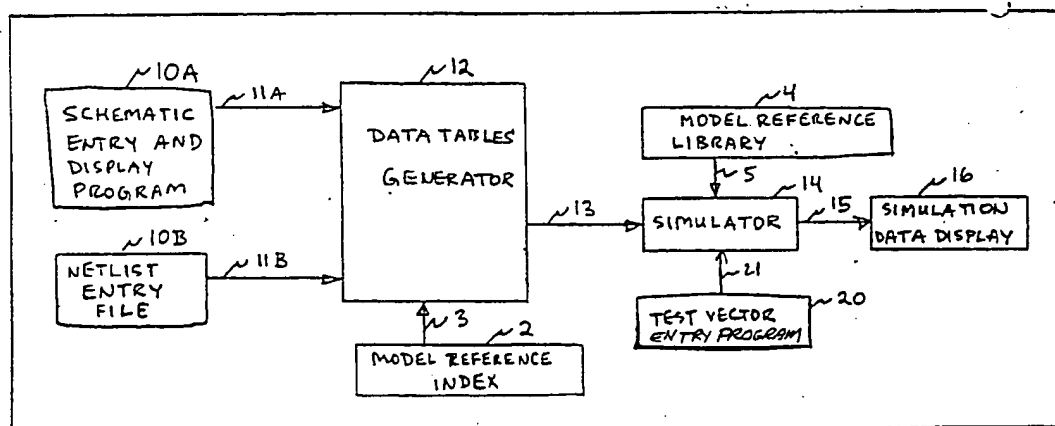 10A
SCHEMATIC
ENTRY AND
DISPLAY
PROGRAM
11A
10B
NETLIST
ENTRY
FILE
11B
12
DATA TABLES
GENERATOR
3
2
MODEL REFERENCE
INDEX
13
4
MODEL REFERENCE
LIBRARY
5
14
SIMULATOR
15
16
SIMULATION
DATA DISPLAY
21
20
TEST VECTOR
ENTRY PROGRAM